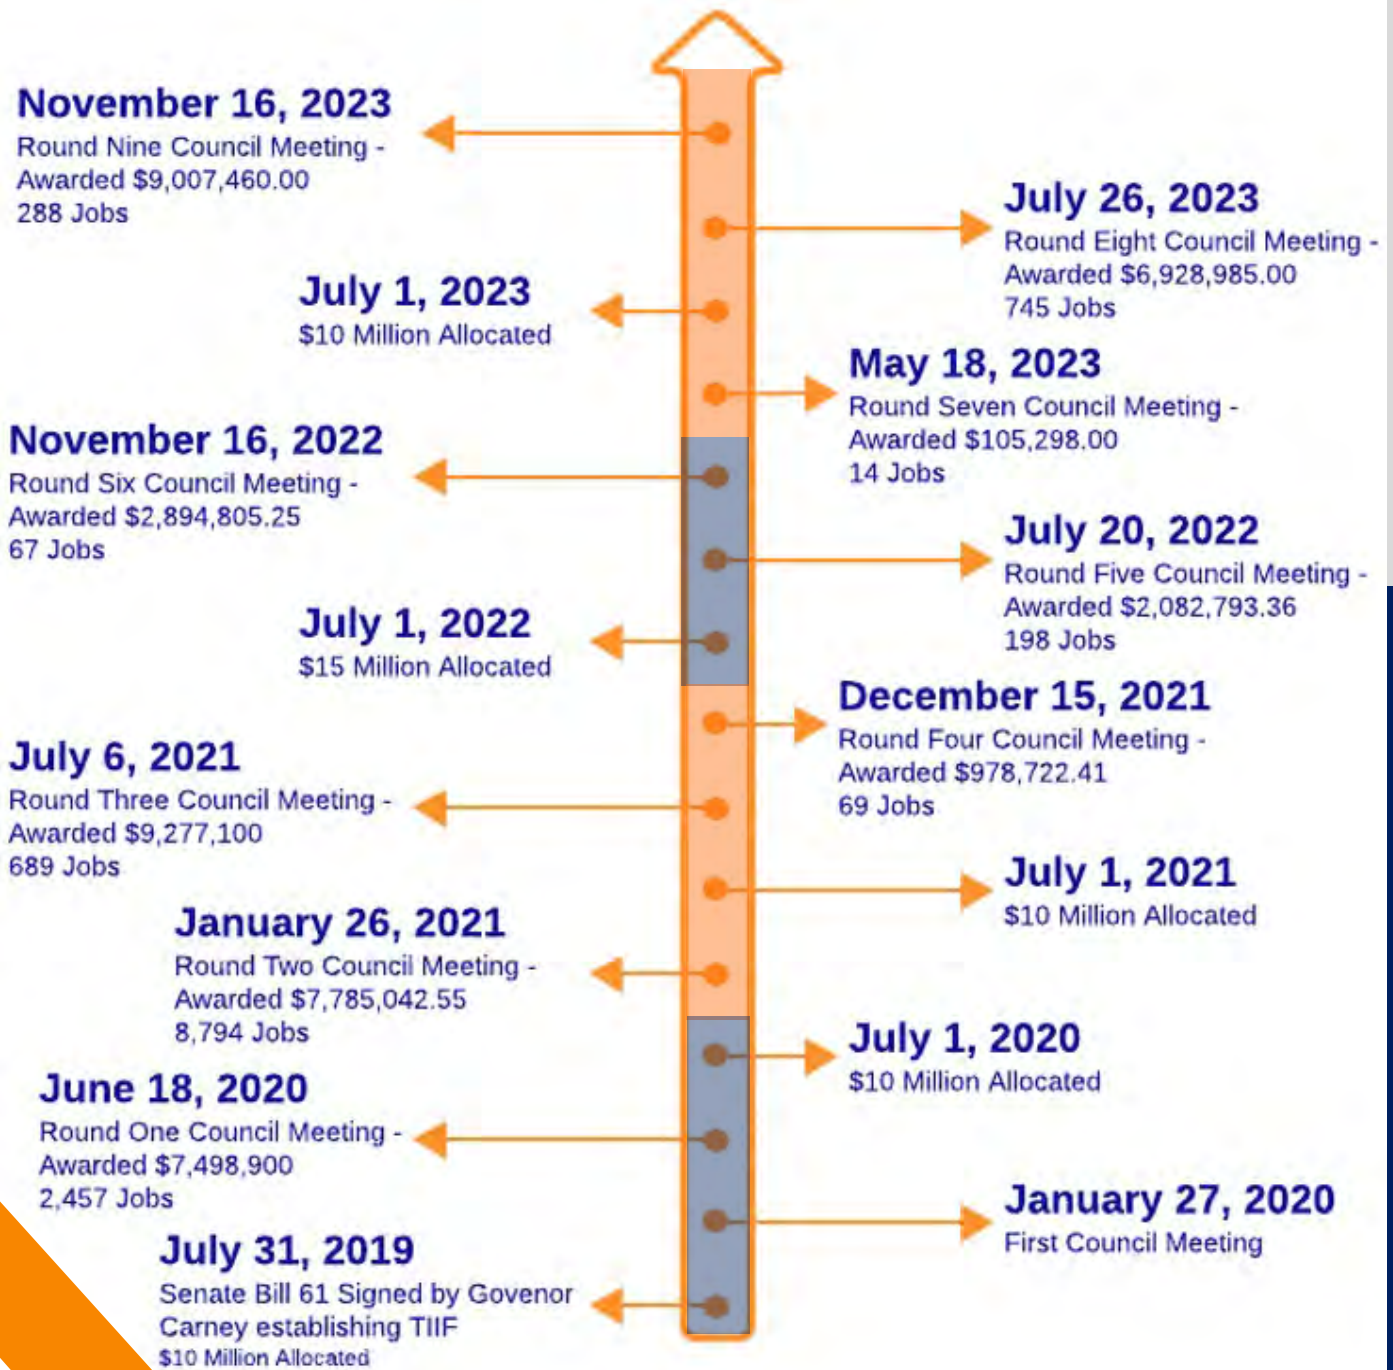 November 16, 2023
Round Nine Council Meeting -
Awarded $9,007,460.00
288 Jobs
July 26, 2023
Round Eight Council Meeting -
Awarded $6,928,985.00
745 Jobs
July 1, 2023
$10 Million Allocated
May 18, 2023
Round Seven Council Meeting -
Awarded $105,298.00
14 Jobs
November 16, 2022
Round Six Council Meeting -
Awarded $2,894,805.25
67 Jobs
July 20, 2022
Round Five Council Meeting -
Awarded $2,082,793.36
198 Jobs
July 1, 2022
$15 Million Allocated
December 15, 2021
Round Four Council Meeting -
Awarded $978,722.41
69 Jobs
July 6, 2021
Round Three Council Meeting -
Awarded $9,277,100
689 Jobs
July 1, 2021
$10 Million Allocated
January 26, 2021
Round Two Council Meeting -
Awarded $7,785,042.55
8,794 Jobs
July 1, 2020
$10 Million Allocated
June 18, 2020
Round One Council Meeting -
Awarded $7,498,900
2,457 Jobs
January 27, 2020
First Council Meeting
July 31, 2019
Senate Bill 61 Signed by Govenor
Carney establishing TIIF
$10 Million Allocated